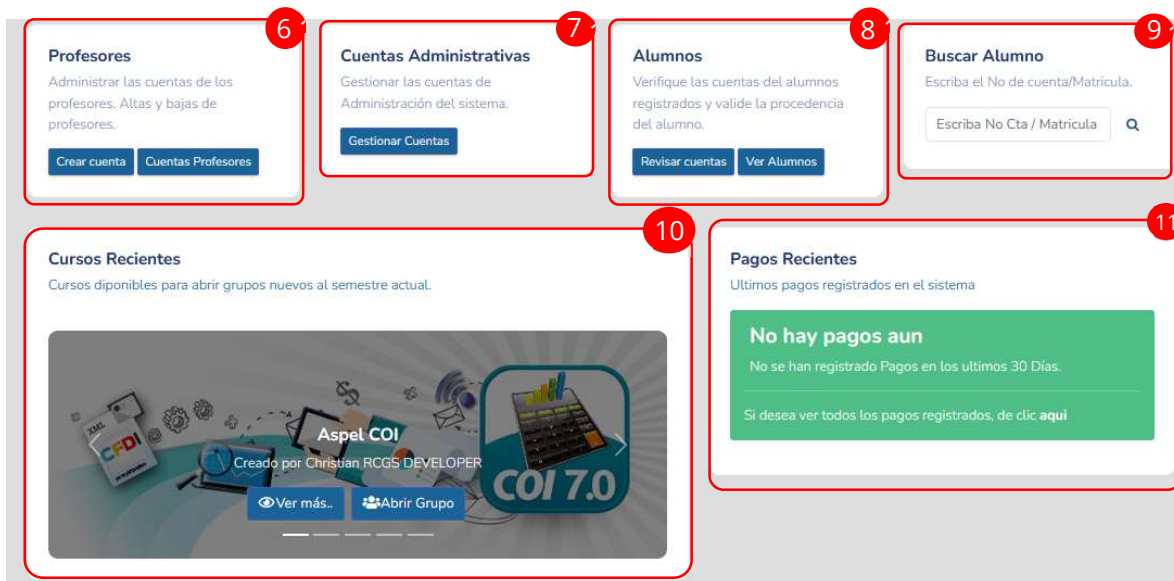 6
Profesores
Administrar las cuentas de los
profesores. Altas y bajas de
profesores.
Crear cuenta
Cuentas Profesores
7
Cuentas Administrativas
Gestionar las cuentas de
Administración del sistema.
Gestionar Cuentas
8
Alumnos
Verifique las cuentas del alumnos
registrados y valide la procedencia
del alumno.
Revisar cuentas
Ver Alumnos
9
Buscar Alumno
Escriba el No de cuenta/Matricula.
Escriba No Cta / Matricula
10
Cursos Recientes
Cursos diponibles para abrir grupos nuevos al semestre actual.
XML
CFDI
Aspel COI
Creado por Christian RCGS DEVELOPER
Ver más..
Abrir Grupo
COI 7.0
11
Pagos Recientes
Ultimos pagos registrados en el sistema
No hay pagos aun
No se han registrado Pagos en los ultimos 30 Días.
Si desea ver todos los pagos registrados, de clic aqui